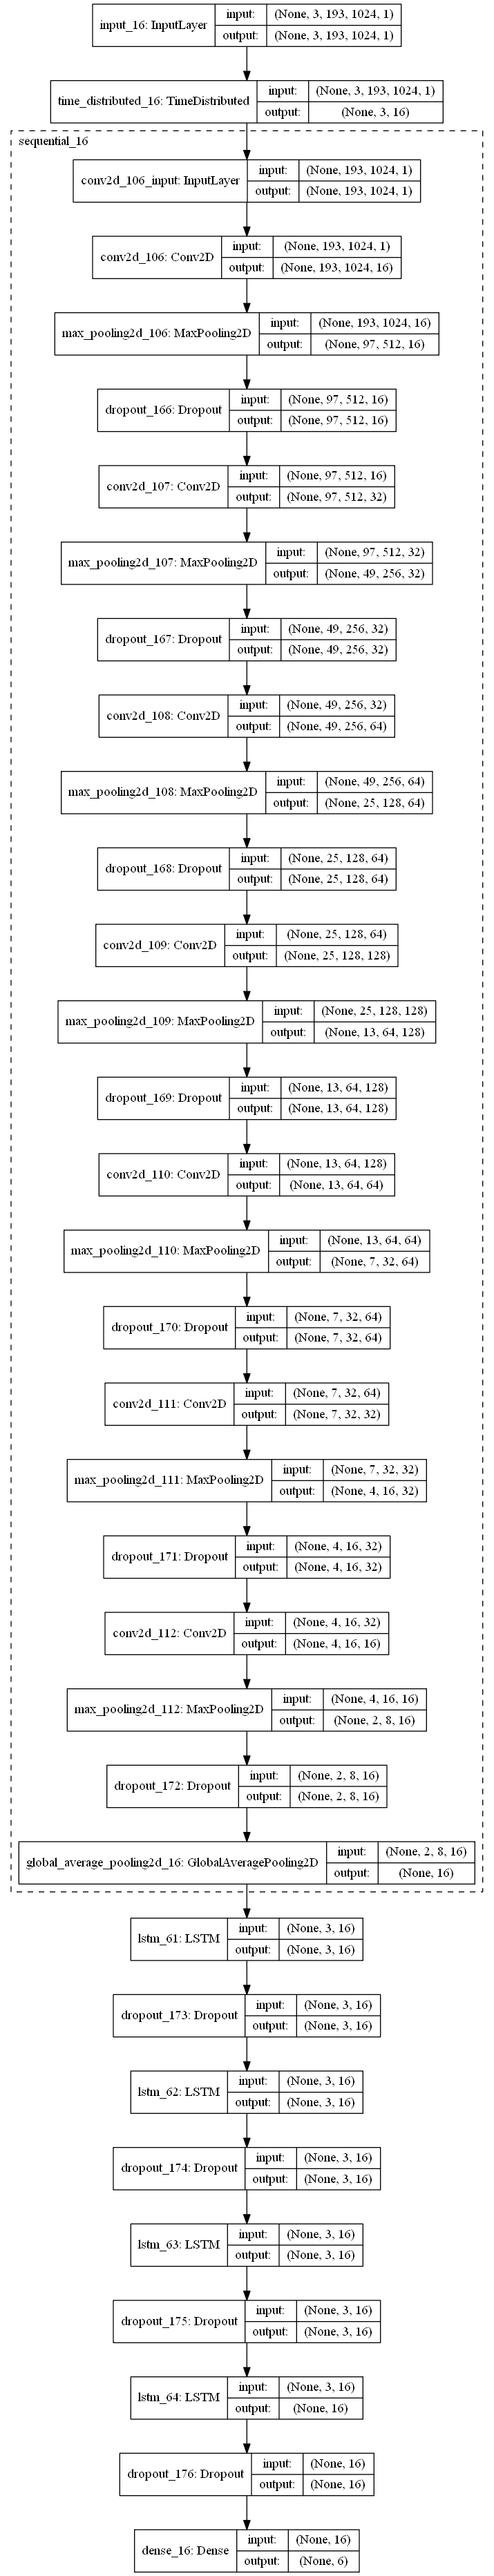 input_16: InputLayer
input:
(None, 3, 193, 1024, 1)
output:
(None, 3, 193, 1024, 1)
time_distributed_16: TimeDistributed
input:
(None, 3, 193, 1024, 1)
output:
(None, 3, 16)
sequential_16
conv2d_106_input: InputLayer
input:
(None, 193, 1024, 1)
output:
(None, 193, 1024, 1)
conv2d_106: Conv2D
input:
(None, 193, 1024, 1)
output:
(None, 193, 1024, 16)
max_pooling2d_106: MaxPooling2D
input:
(None, 193, 1024, 16)
output:
(None, 97, 512, 16)
dropout_166: Dropout
input:
(None, 97, 512, 16)
output:
(None, 97, 512, 16)
conv2d_107: Conv2D
input:
(None, 97, 512, 16)
output:
(None, 97, 512, 32)
max_pooling2d_107: MaxPooling2D
input:
(None, 97, 512, 32)
output:
(None, 49, 256, 32)
dropout_167: Dropout
input:
(None, 49, 256, 32)
output:
(None, 49, 256, 32)
conv2d_108: Conv2D
input:
(None, 49, 256, 32)
output:
(None, 49, 256, 64)
max_pooling2d_108: MaxPooling2D
input:
(None, 49, 256, 64)
output:
(None, 25, 128, 64)
dropout_168: Dropout
input:
(None, 25, 128, 64)
output:
(None, 25, 128, 64)
conv2d_109: Conv2D
input:
(None, 25, 128, 64)
output:
(None, 25, 128, 128)
max_pooling2d_109: MaxPooling2D
input:
(None, 25, 128, 128)
output:
(None, 13, 64, 128)
dropout_169: Dropout
input:
(None, 13, 64, 128)
output:
(None, 13, 64, 128)
conv2d_110: Conv2D
input:
(None, 13, 64, 128)
output:
(None, 13, 64, 64)
max_pooling2d_110: MaxPooling2D
input:
(None, 13, 64, 64)
output:
(None, 7, 32, 64)
dropout_170: Dropout
input:
(None, 7, 32, 64)
output:
(None, 7, 32, 64)
conv2d_111: Conv2D
input:
(None, 7, 32, 64)
output:
(None, 7, 32, 32)
max_pooling2d_111: MaxPooling2D
input:
(None, 7, 32, 32)
output:
(None, 4, 16, 32)
dropout_171: Dropout
input:
(None, 4, 16, 32)
output:
(None, 4, 16, 32)
conv2d_112: Conv2D
input:
(None, 4, 16, 32)
output:
(None, 4, 16, 16)
max_pooling2d_112: MaxPooling2D
input:
(None, 4, 16, 16)
output:
(None, 2, 8, 16)
dropout_172: Dropout
input:
(None, 2, 8, 16)
output:
(None, 2, 8, 16)
global_average_pooling2d_16: GlobalAveragePooling2D
input:
(None, 2, 8, 16)
output:
(None, 16)
lstm_61: LSTM
input:
(None, 3, 16)
output:
(None, 3, 16)
dropout_173: Dropout
input:
(None, 3, 16)
output:
(None, 3, 16)
lstm_62: LSTM
input:
(None, 3, 16)
output:
(None, 3, 16)
dropout_174: Dropout
input:
(None, 3, 16)
output:
(None, 3, 16)
lstm_63: LSTM
input:
(None, 3, 16)
output:
(None, 3, 16)
dropout_175: Dropout
input:
(None, 3, 16)
output:
(None, 3, 16)
lstm_64: LSTM
input:
(None, 3, 16)
output:
(None, 16)
dropout_176: Dropout
input:
(None, 16)
output:
(None, 16)
dense_16: Dense
input:
(None, 16)
output:
(None, 6)